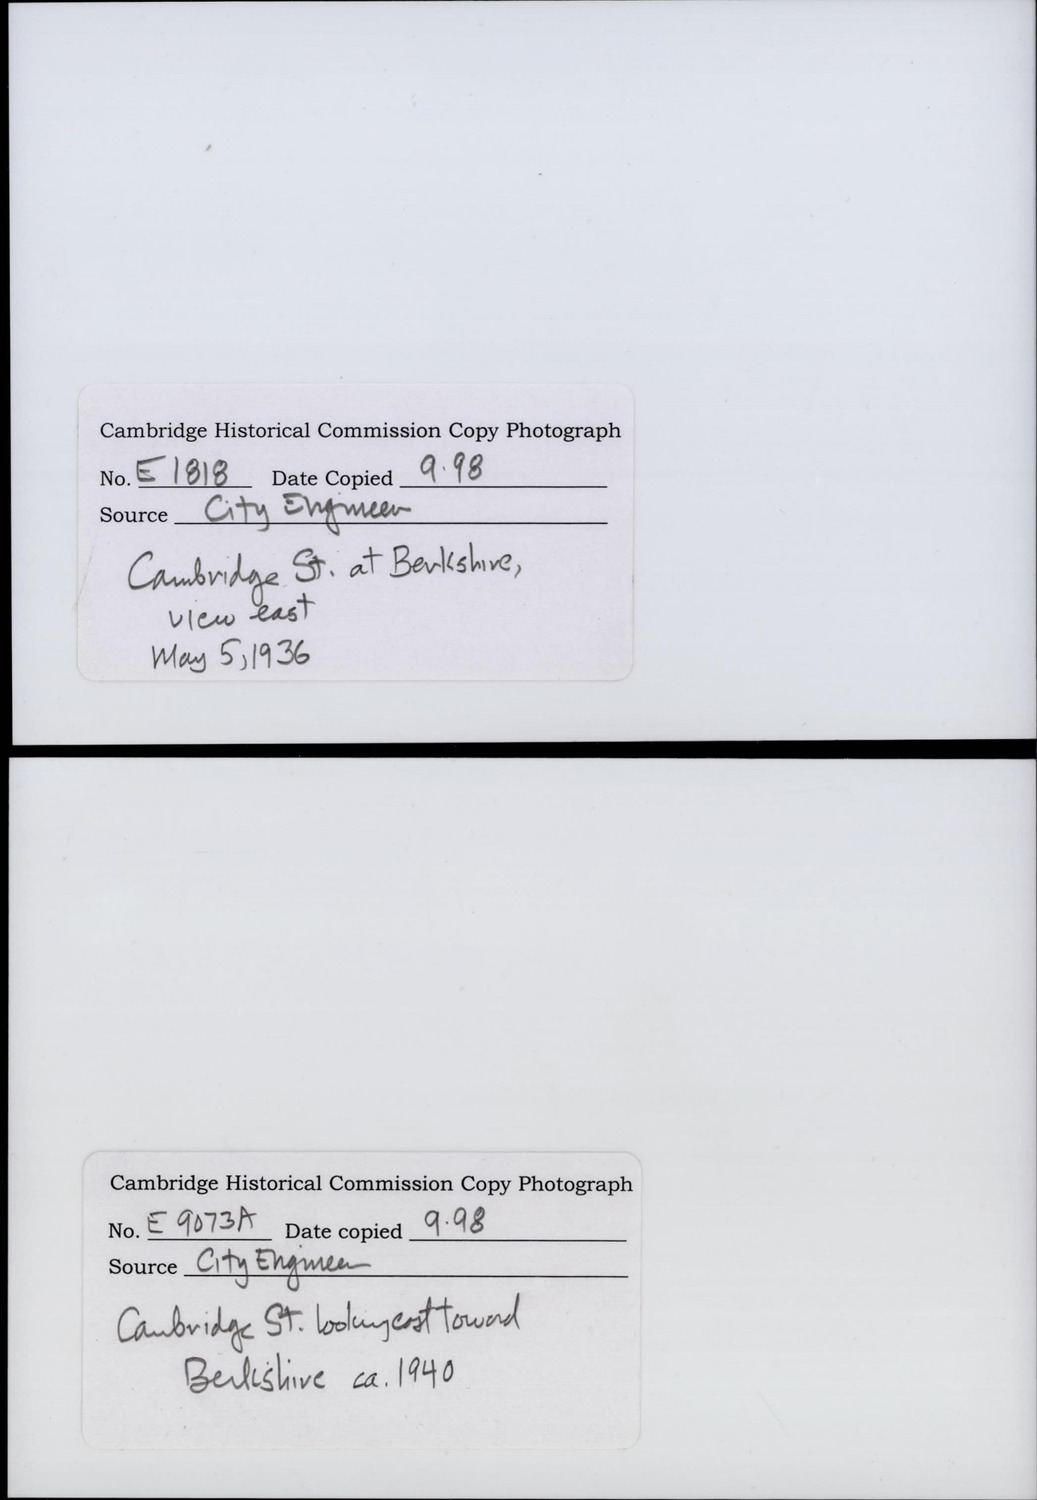 Cambridge Historical Commission Copy Photograph
No. E 1818 Date Copied 9.98
Source City Engineer
Cambridge St. at Berkshire,
view east
May 5, 1936
Cambridge Historical Commission Copy Photograph
No. E 9073A Date copied 9.98
Source City Engineer
Cambridge St. looking east toward
Berkshire ca. 1940